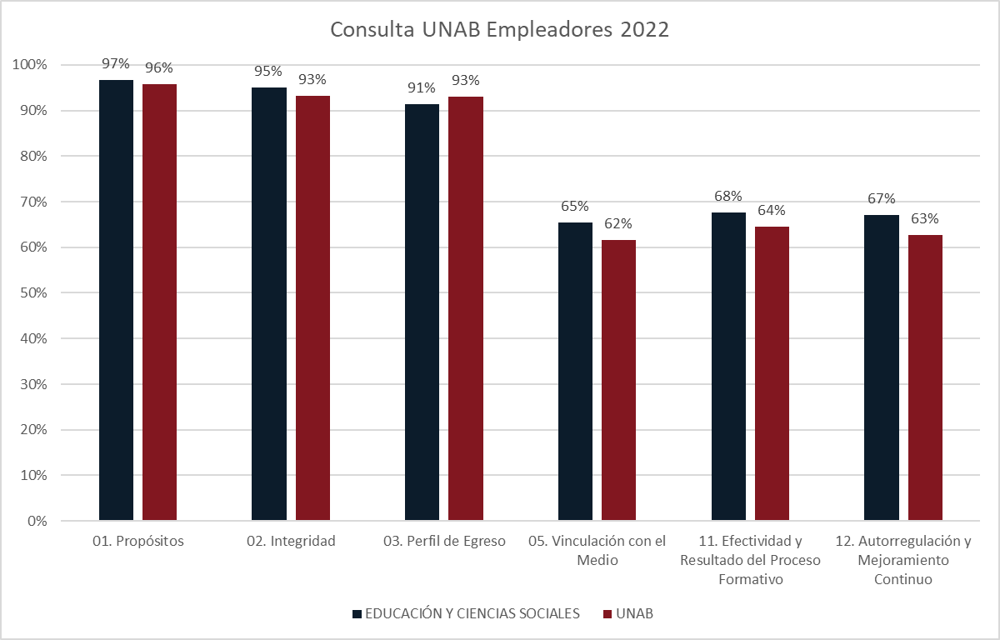 Consulta UNAB Empleadores 2022
100%
90%
80%
70%
60%
50%
40%
30%
20%
10%
0%
97%
96%
95%
93%
91%
93%
65%
62%
68%
64%
67%
63%
01. Propósitos
02. Integridad
03. Perfil de Egreso
05. Vinculación con el
Medio
11. Efectividad y
Resultado del Proceso
Formativo
12. Autorregulación y
Mejoramiento
Continuo
EDUCACIÓN Y CIENCIAS SOCIALES
UNAB